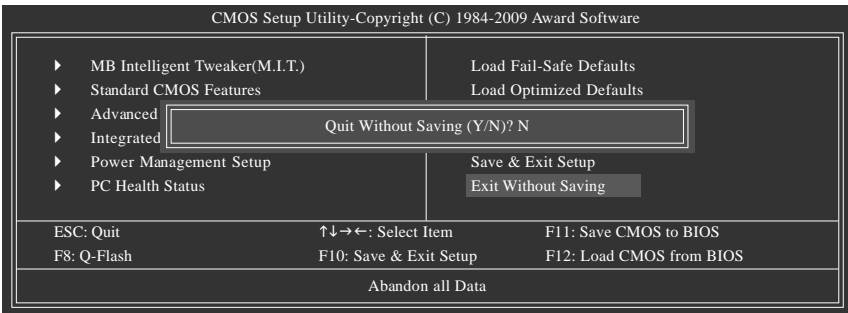 CMOS Setup Utility-Copyright (C) 1984-2009 Award Software
MB Intelligent Tweaker(M.I.T.)
Load Fail-Safe Defaults
Standard CMOS Features
Load Optimized Defaults
Advanced
Quit Without Saving (Y/N)? N
Integrated
Power Management Setup
Save & Exit Setup
PC Health Status
Exit Without Saving
ESC: Quit
↑↓→←: Select Item
F11: Save CMOS to BIOS
F8: Q-Flash
F10: Save & Exit Setup
F12: Load CMOS from BIOS
Abandon all Data